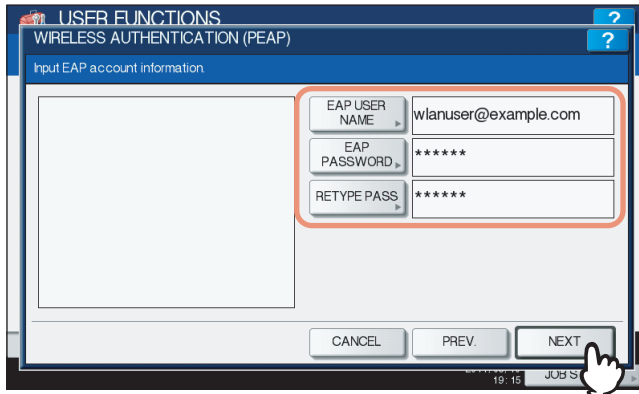 USER FUNCTIONS
?
WIRELESS AUTHENTICATION (PEAP)
?
Input EAP account information.
EAP USER
NAME
wlanuser@example.com
EAP
PASSWORD
******
RETYPE PASS
******
CANCEL
PREV.
NEXT
19:15
JOB S